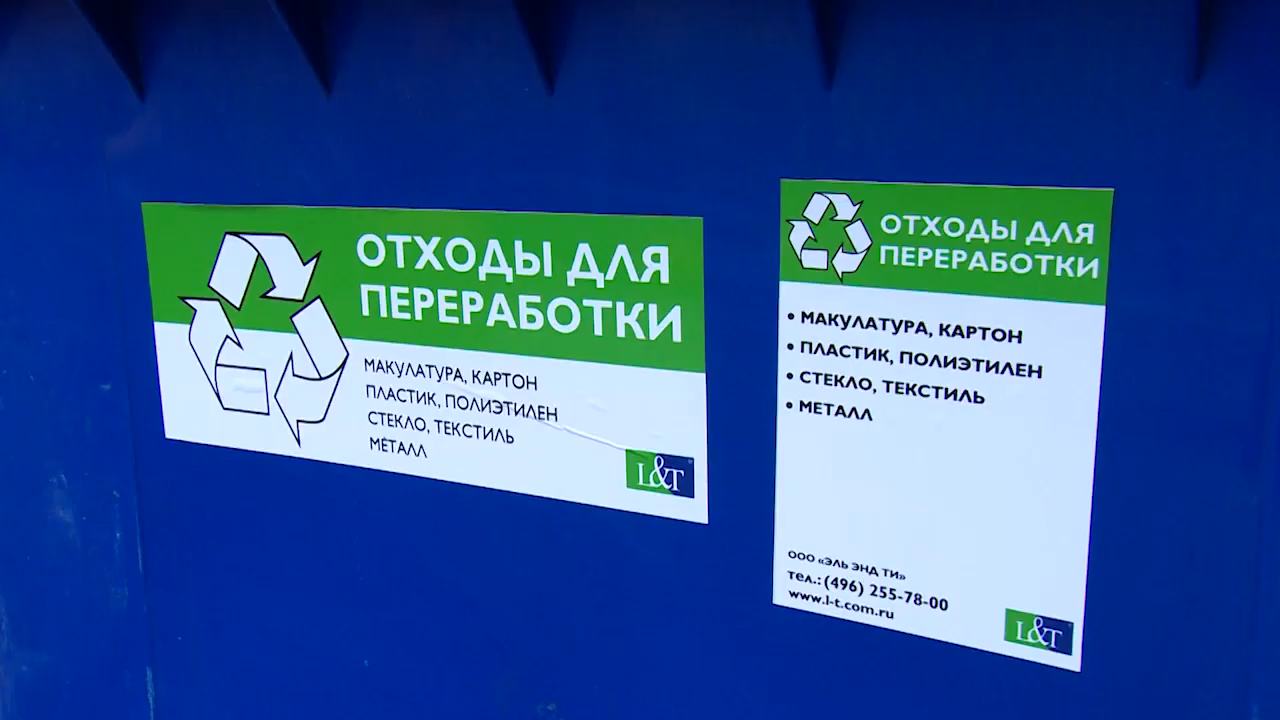 ОТХОДЫ ДЛЯ
ПЕРЕРАБОТКИ
МАКУЛАТУРА, КАРТОН
ПЛАСТИК, ПОЛИЭТИЛЕН
СТЕКЛО, ТЕКСТИЛЬ
МЕТАЛЛ
L&T
ОТХОДЫ ДЛЯ
ПЕРЕРАБОТКИ
• МАКУЛАТУРА, КАРТОН
• ПЛАСТИК, ПОЛИЭТИЛЕН
• СТЕКЛО, ТЕКСТИЛЬ
• МЕТАЛЛ
ООО «ЭЛЬ ЭНД ТИ»
тел.: (496) 255-78-00
www.l-t.com.ru
L&T